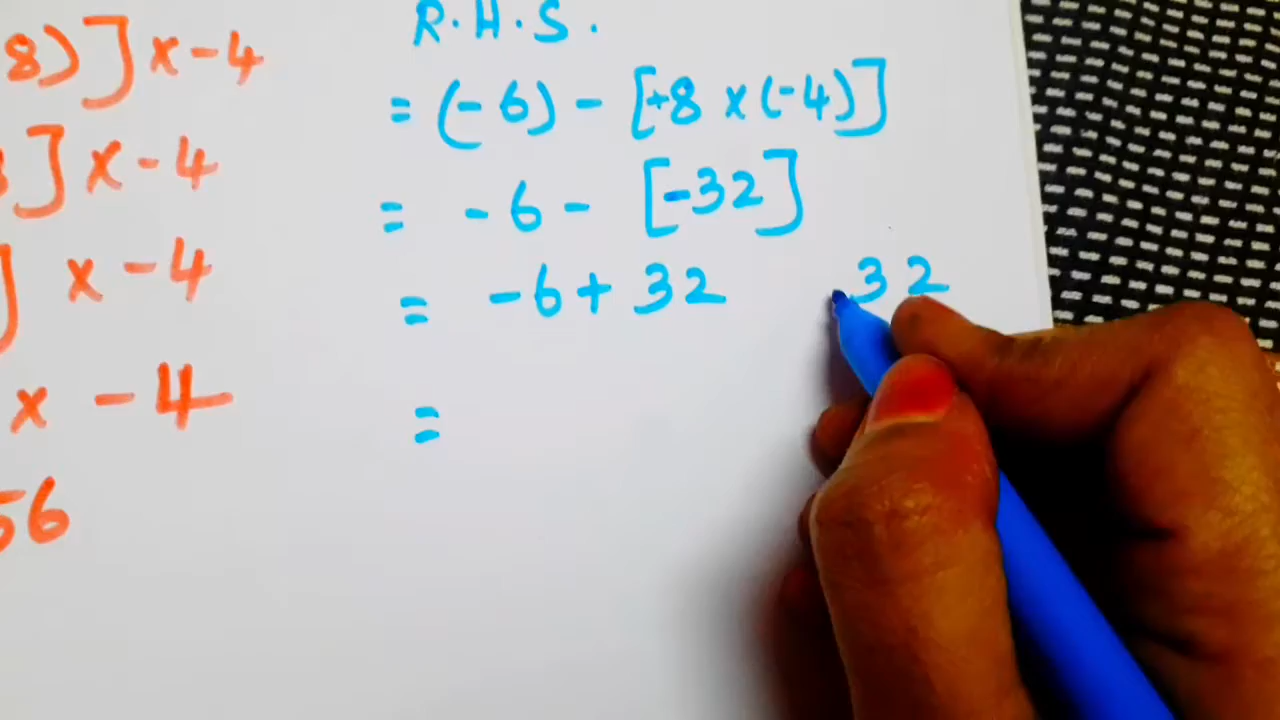 8)] x - 4
] x - 4
] x - 4
x - 4
56
R.H.S.
= (-6) - [+8 x (-4)]
= -6 - [-32]
= -6 + 32 32
=